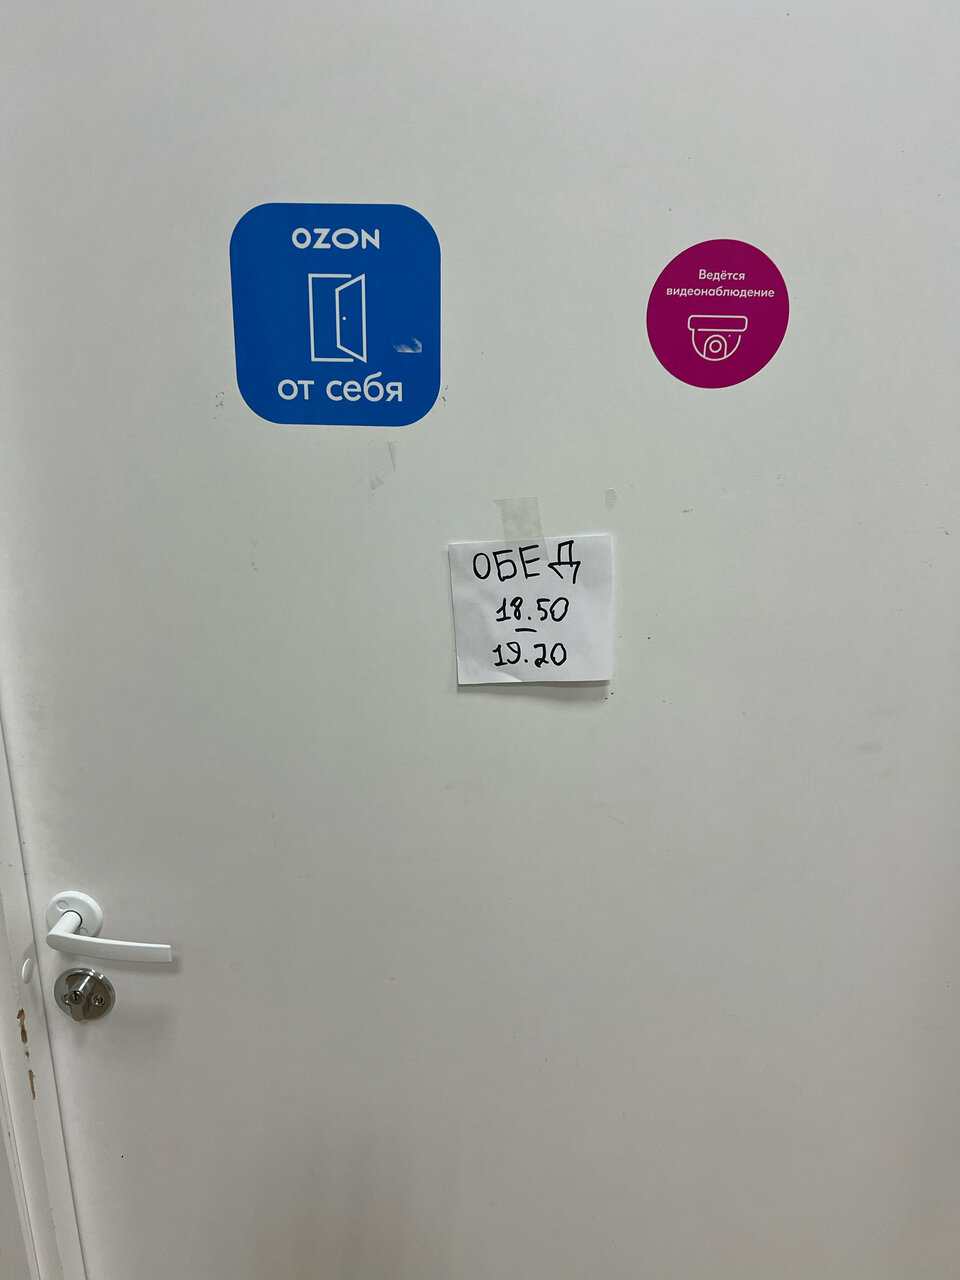 OZON
от себя
Ведётся
видеонаблюдение
ОБЕД
18.50
—
19.20